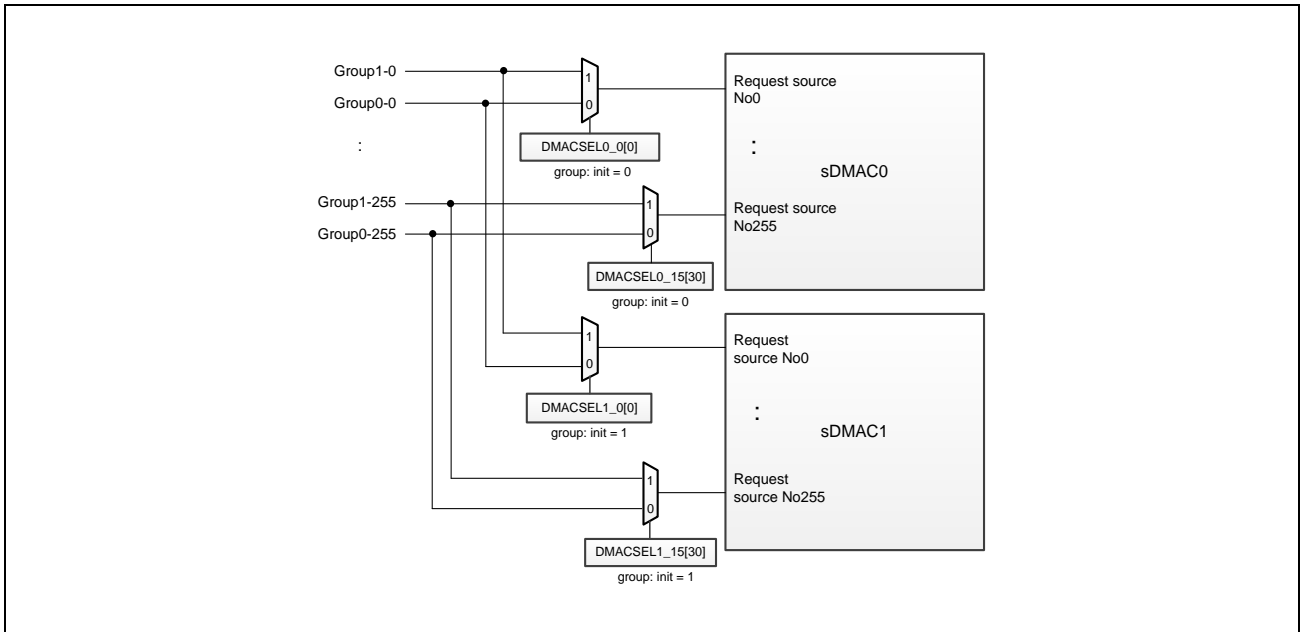 Group1-0
Group0-0
:
Group1-255
Group0-255
1
0
DMACSEL0_0[0]
group: init = 0
1
0
DMACSEL0_15[30]
group: init = 0
Request source
No0
:
sDMAC0
Request source
No255
1
0
DMACSEL1_0[0]
group: init = 1
1
0
DMACSEL1_15[30]
group: init = 1
Request
source No0
:
sDMAC1
Request
source No255